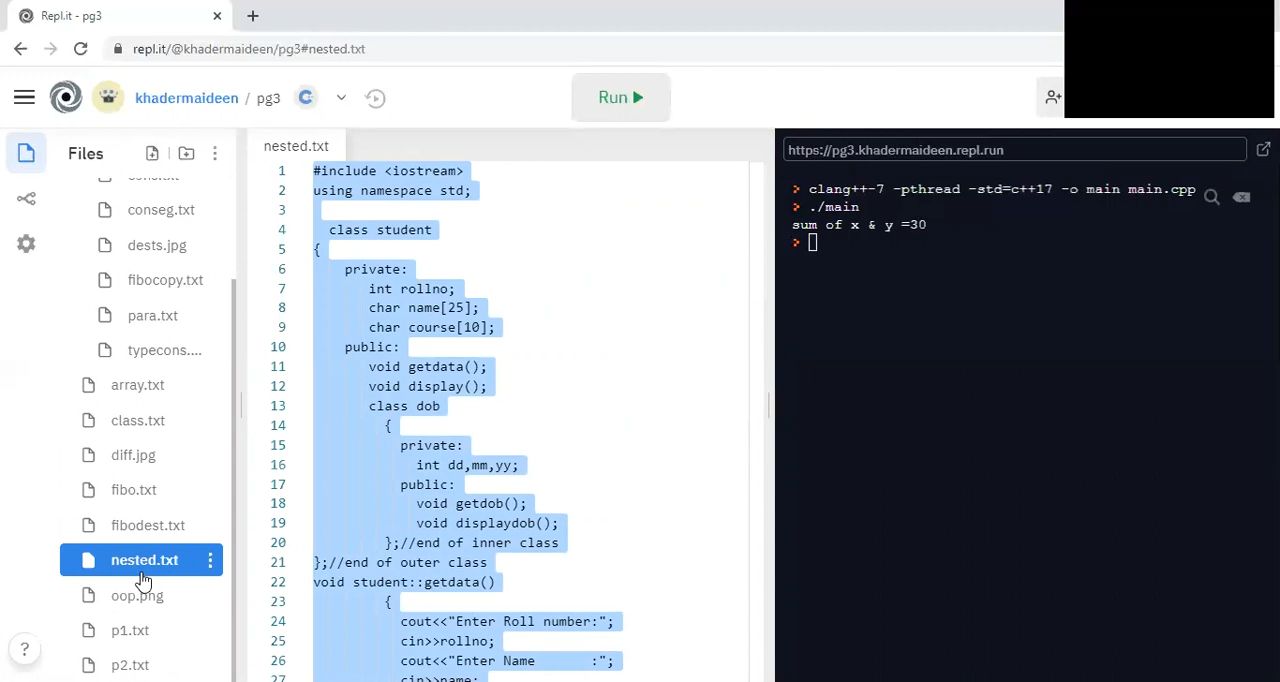 Repl.it - pg3
repl.it/@khadermaideen/pg3#nested.txt
khadermaideen / pg3
Run
Files
conseg.txt
dests.jpg
fibocopy.txt
para.txt
typecons....
array.txt
class.txt
diff.jpg
fibo.txt
fibodest.txt
nested.txt
oop.png
p1.txt
p2.txt
?
nested.txt
1 #include <iostream>
2 using namespace std;
3
4 class student
5 {
6 private:
7 int rollno;
8 char name[25];
9 char course[10];
10 public:
11 void getdata();
12 void display();
13 class dob
14 {
15 private:
16 int dd,mm,yy;
17 public:
18 void getdob();
19 void displaydob();
20 };//end of inner class
21 };//end of outer class
22 void student::getdata()
23 {
24 cout<<"Enter Roll number:";
25 cin>>rollno;
26 cout<<"Enter Name :";
27 cin>>name;
https://pg3.khadermaideen.repl.run
> clang++-7 -pthread -std=c++17 -o main main.cpp
> ./main
sum of x & y =30
>